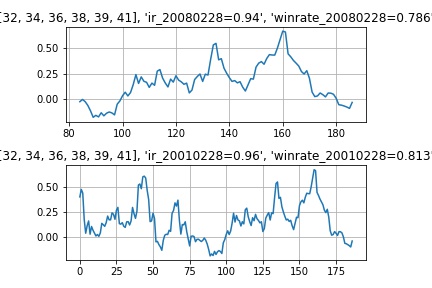 [32, 34, 36, 38, 39, 41], 'ir_20080228=0.94', 'winrate_20080228=0.786'
0.50
0.25
0.00
80 100 120 140 160 180
[32, 34, 36, 38, 39, 41], 'ir_20010228=0.96', 'winrate_20010228=0.813'
0.50
0.25
0.00
0 25 50 75 100 125 150 175